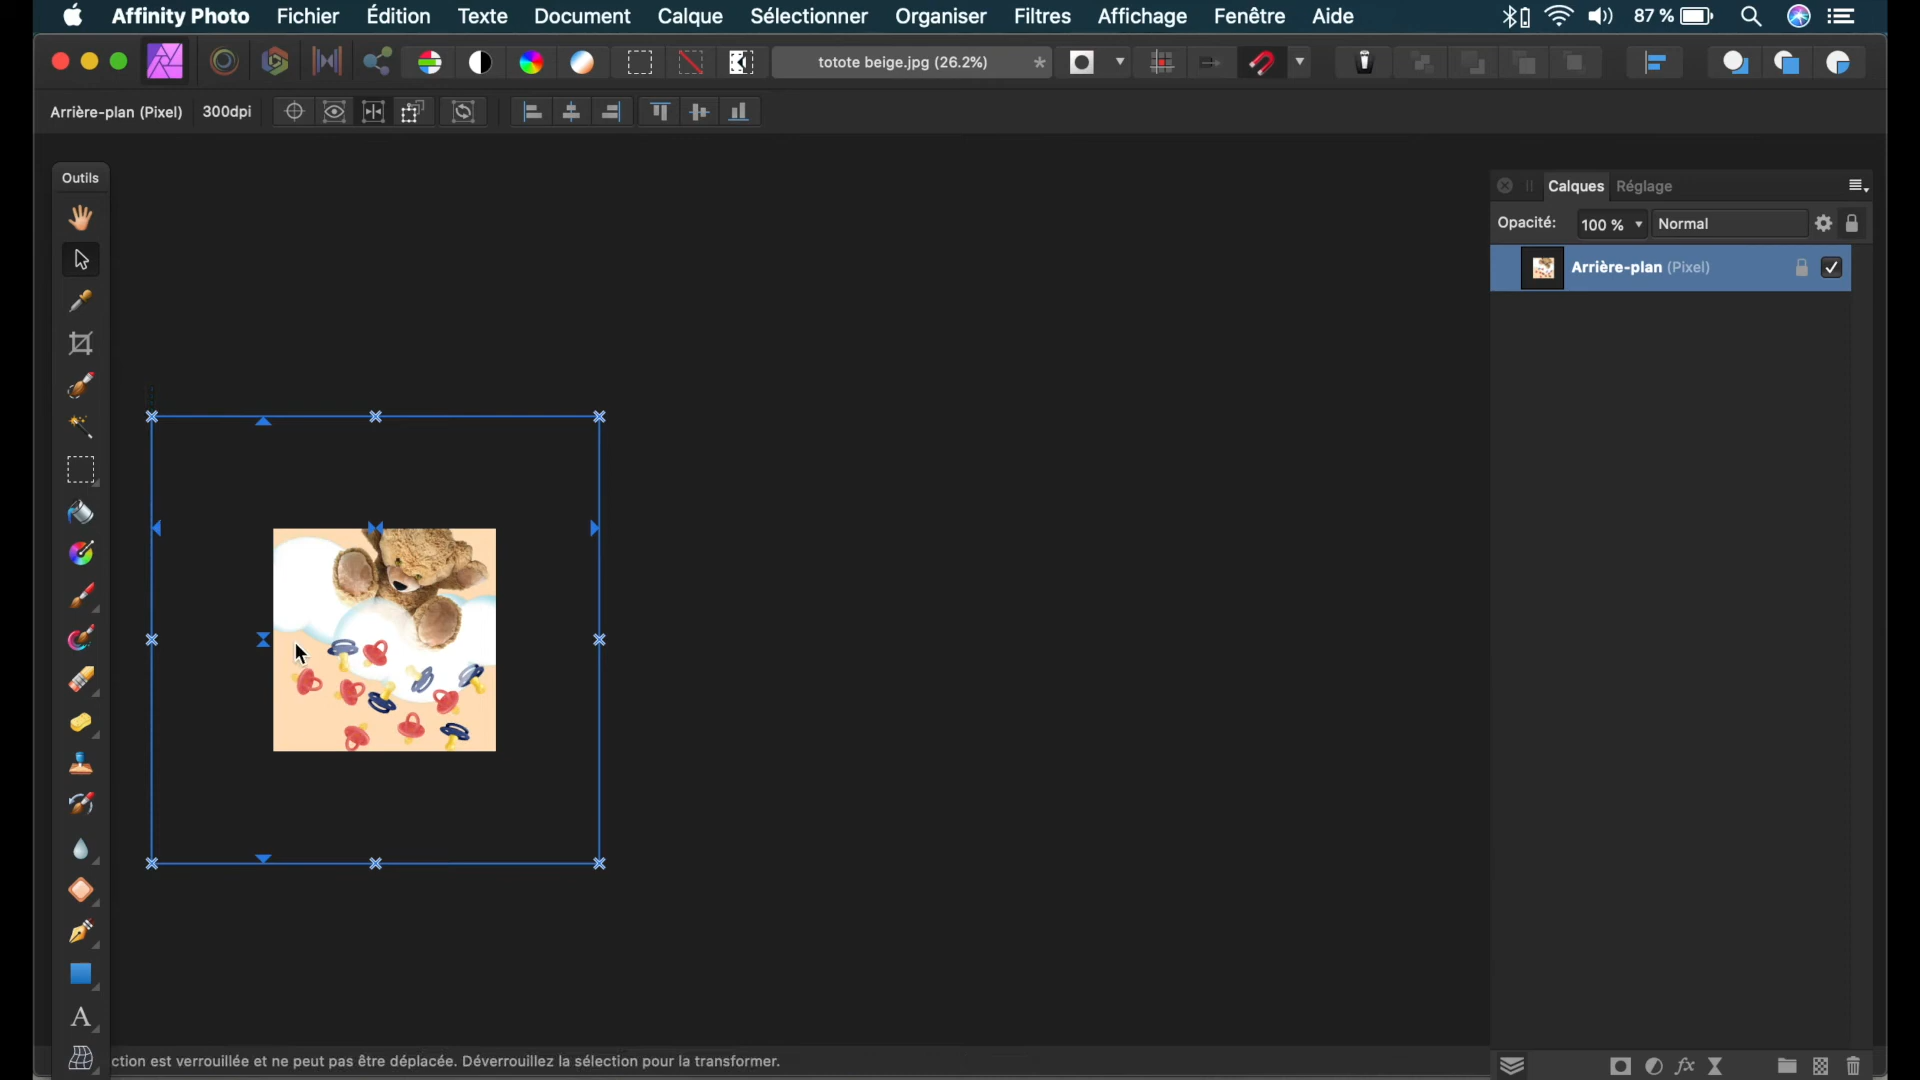 Affinity Photo Fichier Édition Texte Document Calque Sélectionner Organiser Filtres Affichage Fenêtre Aide 87 %
totote beige.jpg (26.2%) *
Arrière-plan (Pixel) 300dpi
Outils
Calques Réglage
Opacité: 100 % Normal
Arrière-plan (Pixel)
ction est verrouillée et ne peut pas être déplacée. Déverrouillez la sélection pour la transformer.